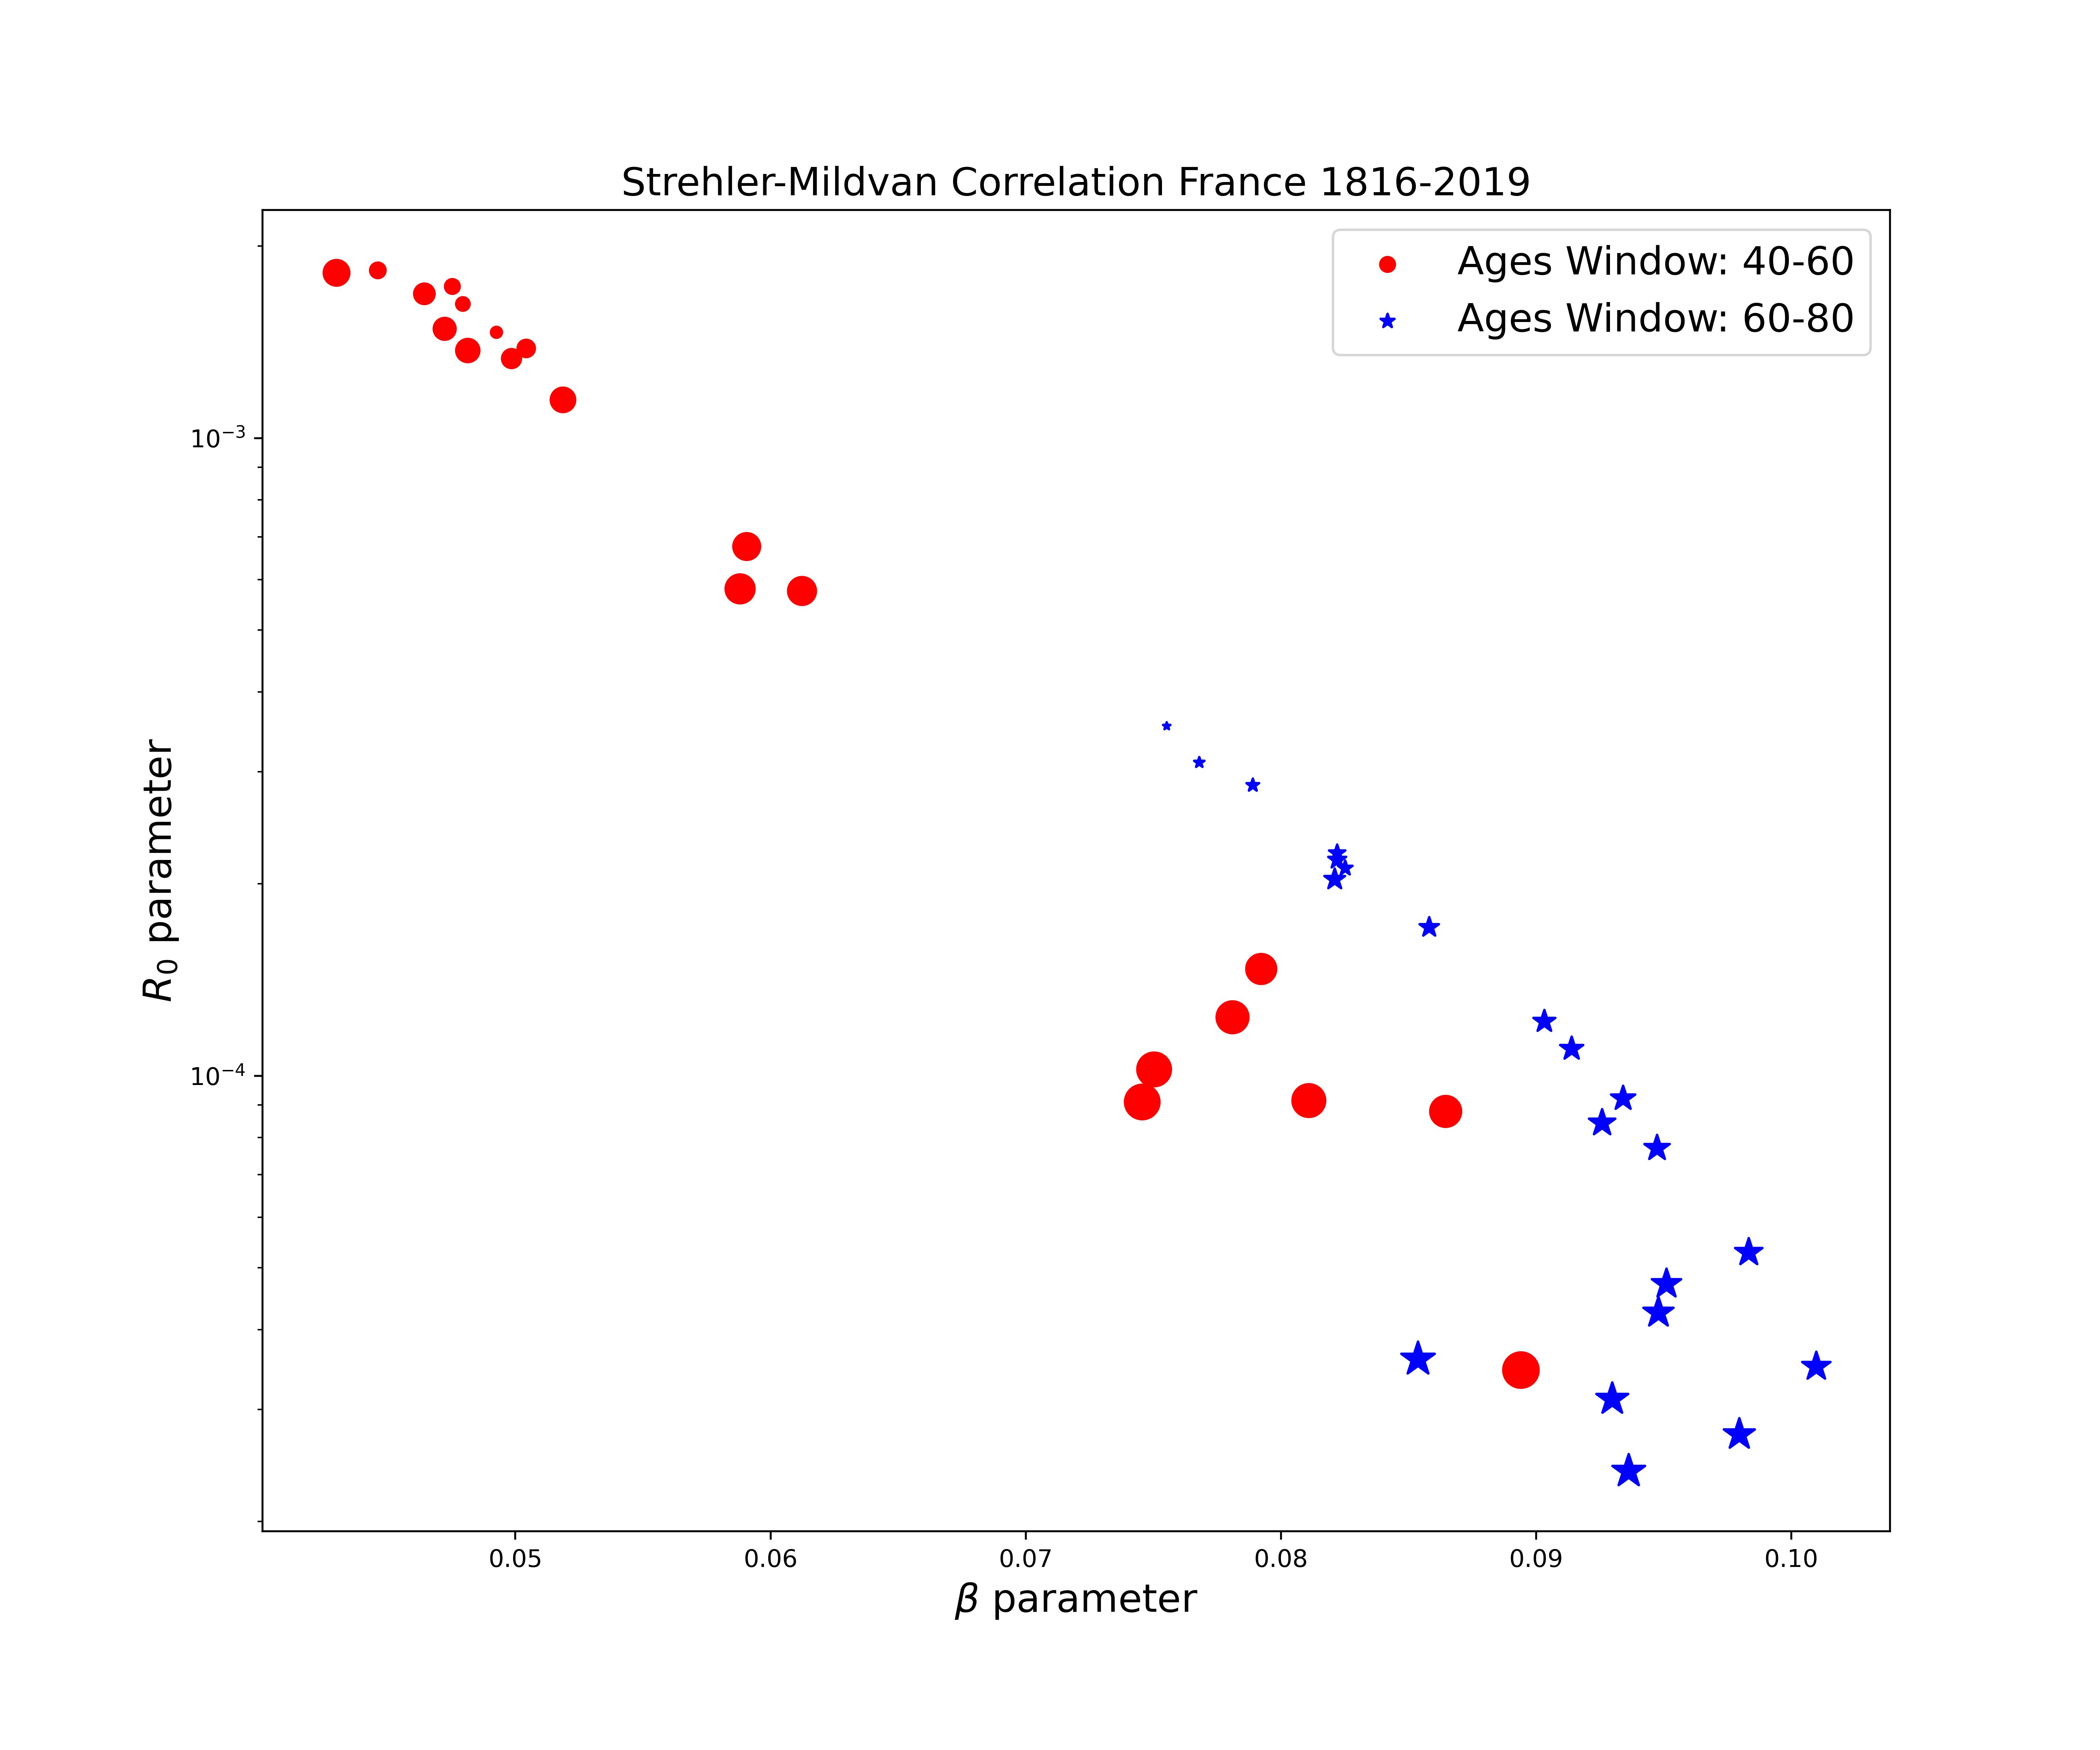 Strehler-Mildvan Correlation France 1816-2019
Ages Window: 40-60
Ages Window: 60-80
10⁻³
10⁻⁴
R₀ parameter
0.05 0.06 0.07 0.08 0.09 0.10
β parameter